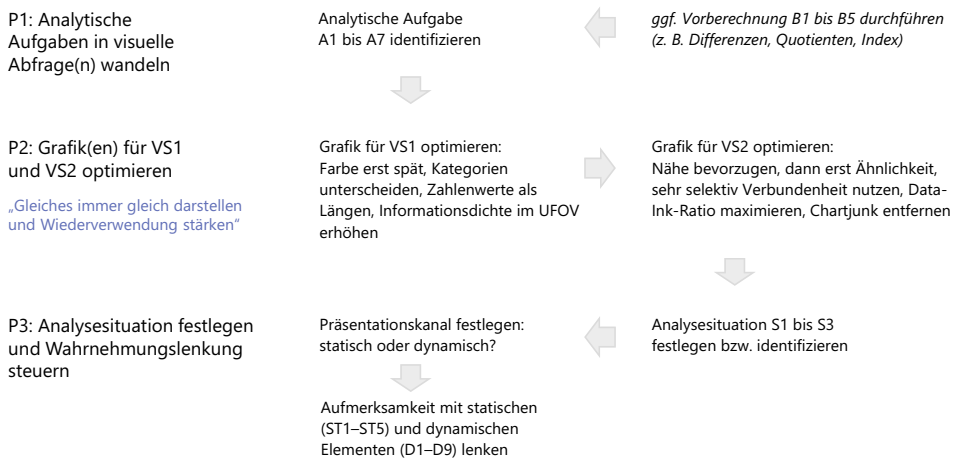 P1: Analytische
Aufgaben in visuelle
Abfrage(n) wandeln
Analytische Aufgabe
A1 bis A7 identifizieren
ggf. Vorberechnung B1 bis B5 durchführen
(z. B. Differenzen, Quotienten, Index)
P2: Grafik(en) für VS1
und VS2 optimieren
„Gleiches immer gleich darstellen
und Wiederverwendung stärken“
Grafik für VS1 optimieren:
Farbe erst spät, Kategorien
unterscheiden, Zahlenwerte als
Längen, Informationsdichte im UFOV
erhöhen
Grafik für VS2 optimieren:
Nähe bevorzugen, dann erst Ähnlichkeit,
sehr selektiv Verbundenheit nutzen, Data-
Ink-Ratio maximieren, Chartjunk entfernen
P3: Analysesituation festlegen
und Wahrnehmungslenkung
steuern
Präsentationskanal festlegen:
statisch oder dynamisch?
Analysesituation S1 bis S3
festlegen bzw. identifizieren
Aufmerksamkeit mit statischen
(ST1–ST5) und dynamischen
Elementen (D1–D9) lenken